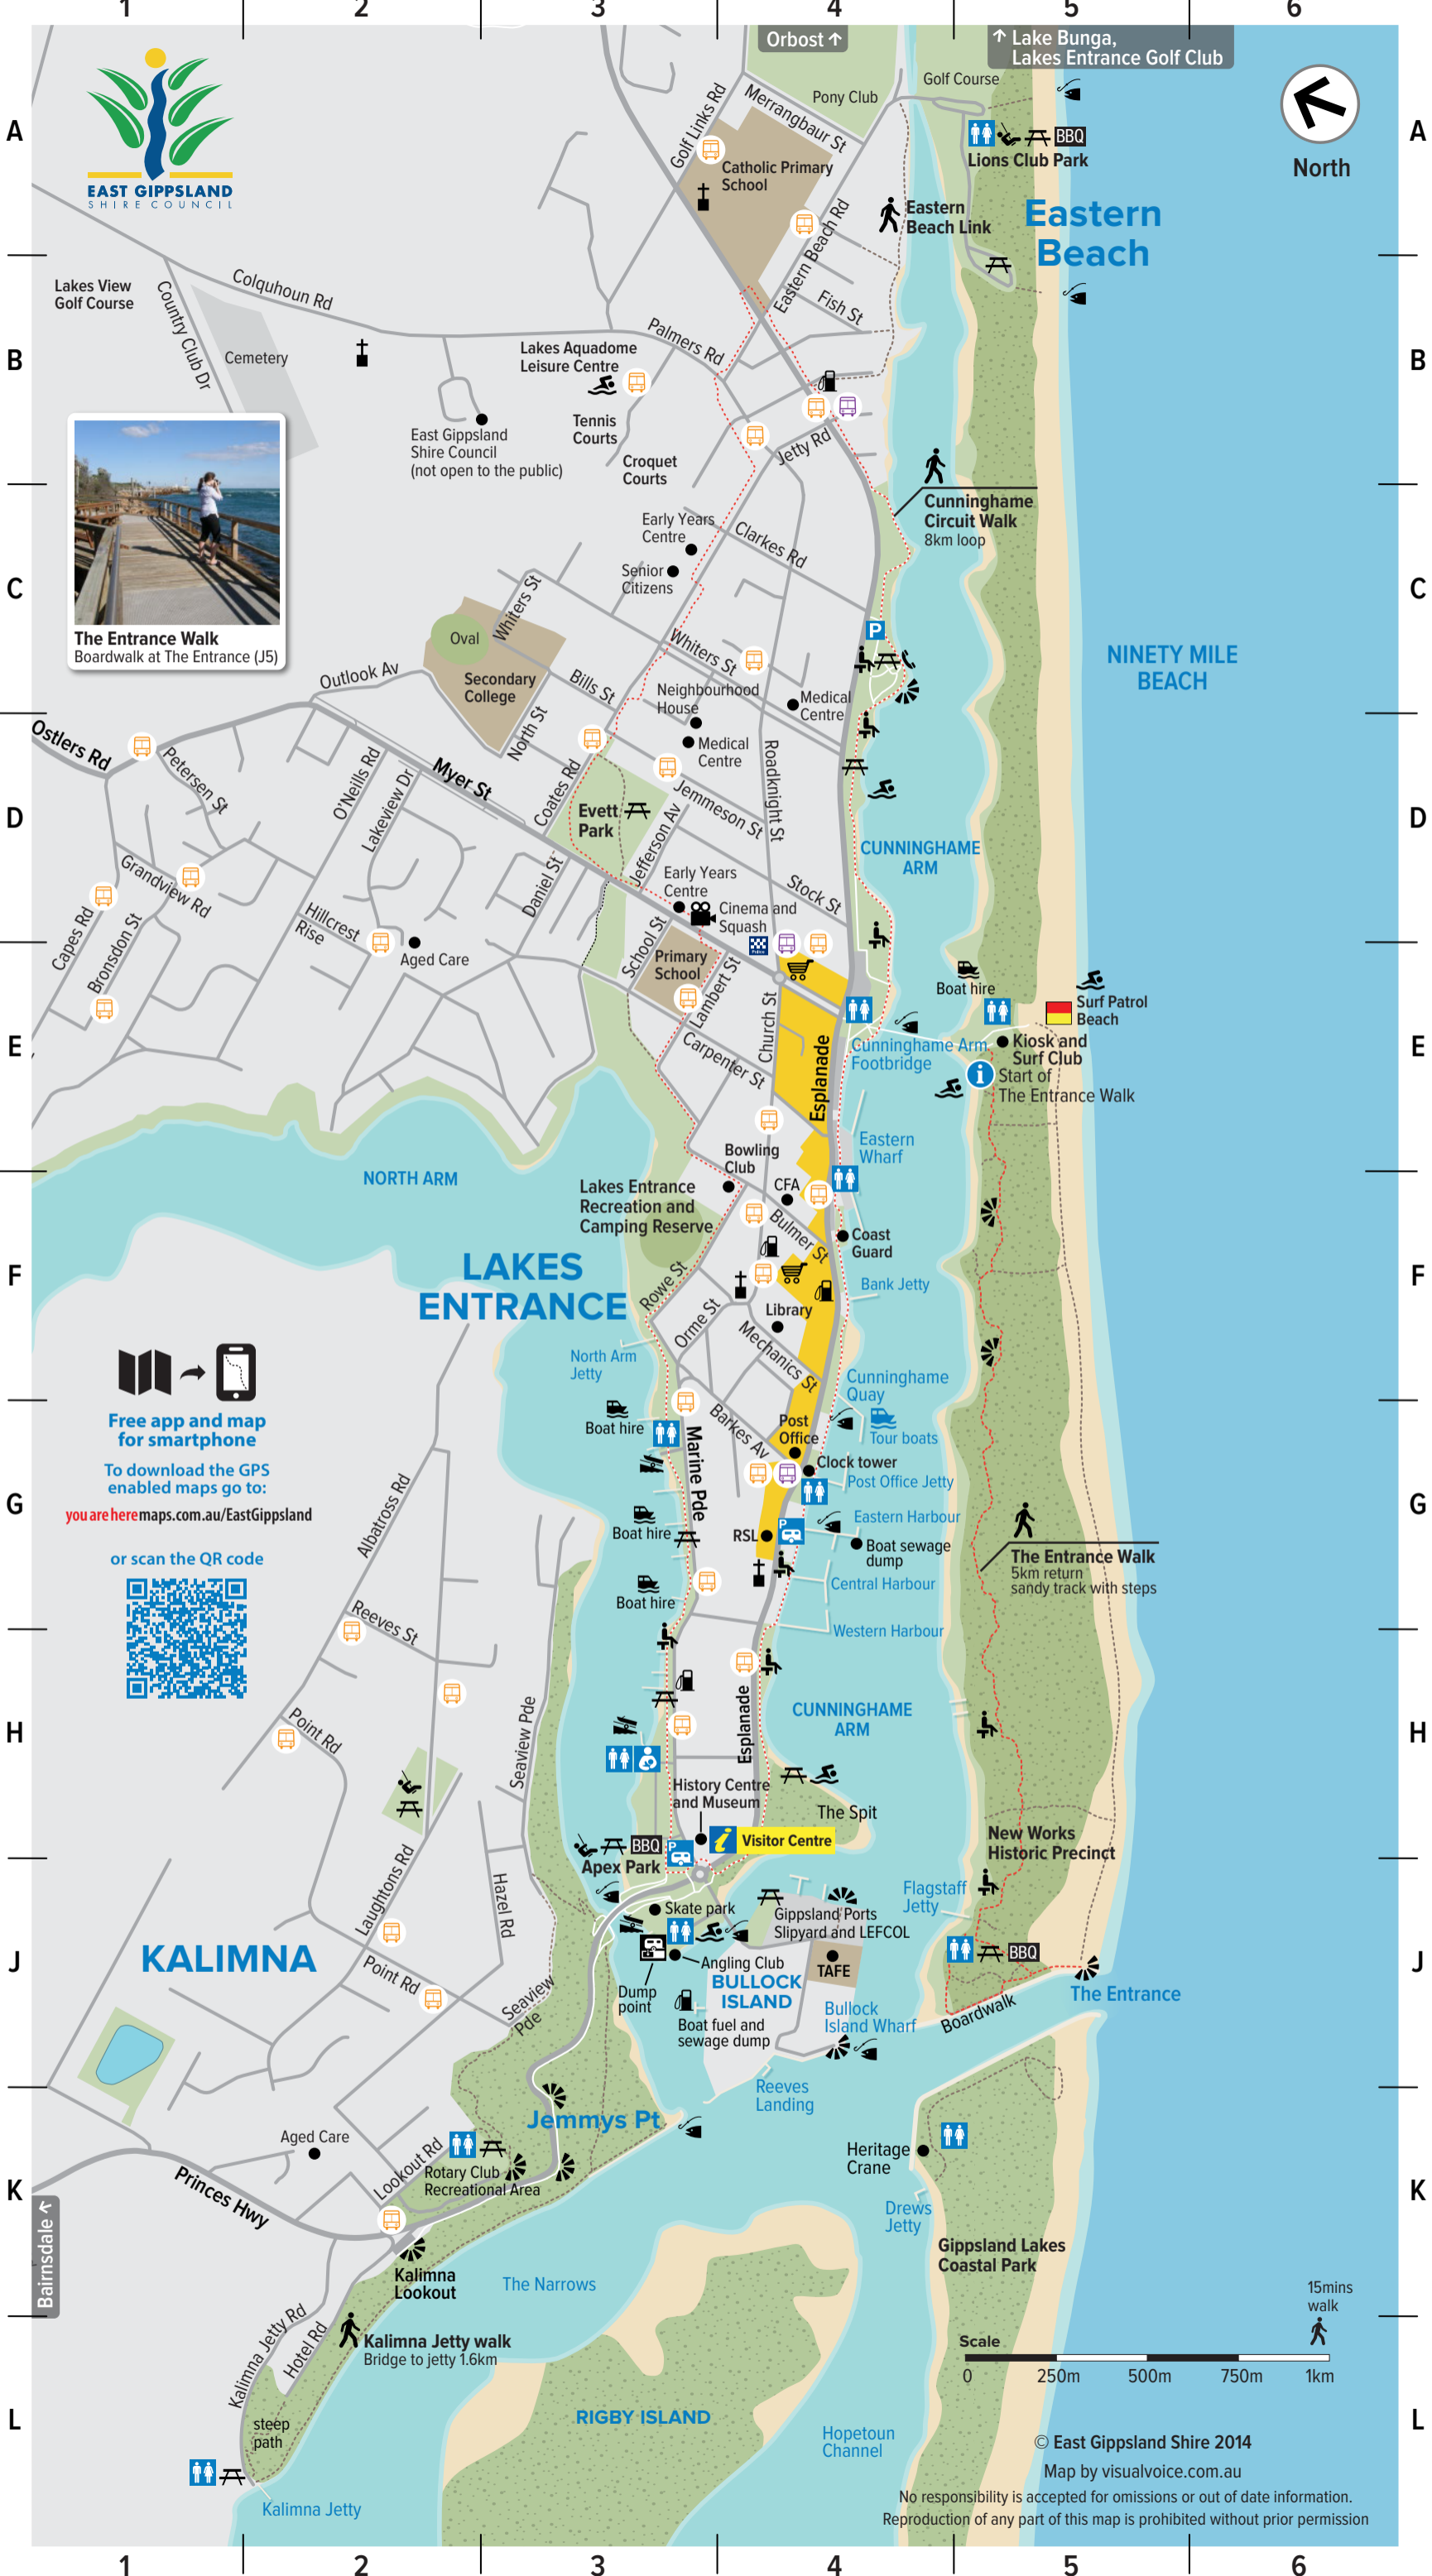 1 2 3 4 5 6
Orbost ↑
↑ Lake Bunga,
Lakes Entrance Golf Club
A
EAST GIPPSLAND
SHIRE COUNCIL
Golf Links Rd
Merrangbaur St
Pony Club
Golf Course
BBQ
Lions Club Park
A
North
Catholic Primary
School
Eastern
Beach Link
Eastern
Beach
Eastern Beach Rd
Lakes View
Golf Course
Country Club Dr
Colquhoun Rd
Cemetery
Fish St
Palmers Rd
B
B
Lakes Aquadome
Leisure Centre
Tennis
Courts
Croquet
Courts
East Gippsland
Shire Council
(not open to the public)
Jetty Rd
Cunninghame
Circuit Walk
8km loop
Early Years
Centre
Clarkes Rd
Senior
Citizens
C
C
The Entrance Walk
Boardwalk at The Entrance (J5)
Whiters St
Oval
P
Whiters St
NINETY MILE
BEACH
Outlook Av
Secondary
College
Bills St
Neighbourhood
House
Medical
Centre
North St
Medical
Centre
Ostlers Rd
Petersen St
O'Neills Rd
Lakeview Dr
Myer St
Coates Rd
Roadknight St
Jemmeson St
D
D
Evett
Park
Jefferson Av
CUNNINGHAME
ARM
Grandview Rd
Daniel St
Early Years
Centre
Stock St
Cinema and
Squash
Capes Rd
Bronsdon St
Hillcrest
Rise
Aged Care
School St
Primary
School
Lambert St
Boat hire
Surf Patrol
Beach
E
E
Church St
Carpenter St
Esplanade
Cunninghame Arm
Footbridge
Kiosk and
Surf Club
i
Start of
The Entrance Walk
Eastern
Wharf
NORTH ARM
Bowling
Club
CFA
Lakes Entrance
Recreation and
Camping Reserve
Bulmer St
Coast
Guard
F
F
LAKES
ENTRANCE
Rowe St
Bank Jetty
Library
Orme St
Mechanics St
North Arm
Jetty
Cunninghame
Quay
Free app and map
for smartphone
To download the GPS
enabled maps go to:
youareheremaps.com.au/EastGippsland
or scan the QR code
Boat hire
Marine Pde
Barkes Av
Post
Office
Tour boats
Clock tower
Post Office Jetty
G
G
Albatross Rd
Boat hire
RSL
P
Eastern Harbour
Boat sewage
dump
The Entrance Walk
5km return
sandy track with steps
Central Harbour
Boat hire
Reeves St
Western Harbour
Seaview Pde
Point Rd
Esplanade
CUNNINGHAME
ARM
H
H
History Centre
and Museum
The Spit
New Works
Historic Precinct
BBQ
P
i
Visitor Centre
Apex Park
Laughtons Rd
Hazel Rd
Flagstaff
Jetty
Skate park
Gippsland Ports
Slipyard and LEFCOL
KALIMNA
J
J
Angling Club
TAFE
BBQ
Point Rd
Seaview
Pde
Dump
point
BULLOCK
ISLAND
Boat fuel and
sewage dump
Bullock
Island Wharf
Boardwalk
The Entrance
Reeves
Landing
Jemmys Pt
Aged Care
Heritage
Crane
Lookout Rd
Rotary Club
Recreational Area
K
K
Princes Hwy
Drews
Jetty
Bairnsdale ↑
Gippsland Lakes
Coastal Park
Kalimna
Lookout
The Narrows
15mins
walk
Kalimna Jetty Rd
Hotel Rd
Kalimna Jetty walk
Bridge to jetty 1.6km
Scale
0 250m 500m 750m 1km
L
L
steep
path
RIGBY ISLAND
Hopetoun
Channel
© East Gippsland Shire 2014
Map by visualvoice.com.au
No responsibility is accepted for omissions or out of date information.
Reproduction of any part of this map is prohibited without prior permission
Kalimna Jetty
1 2 3 4 5 6